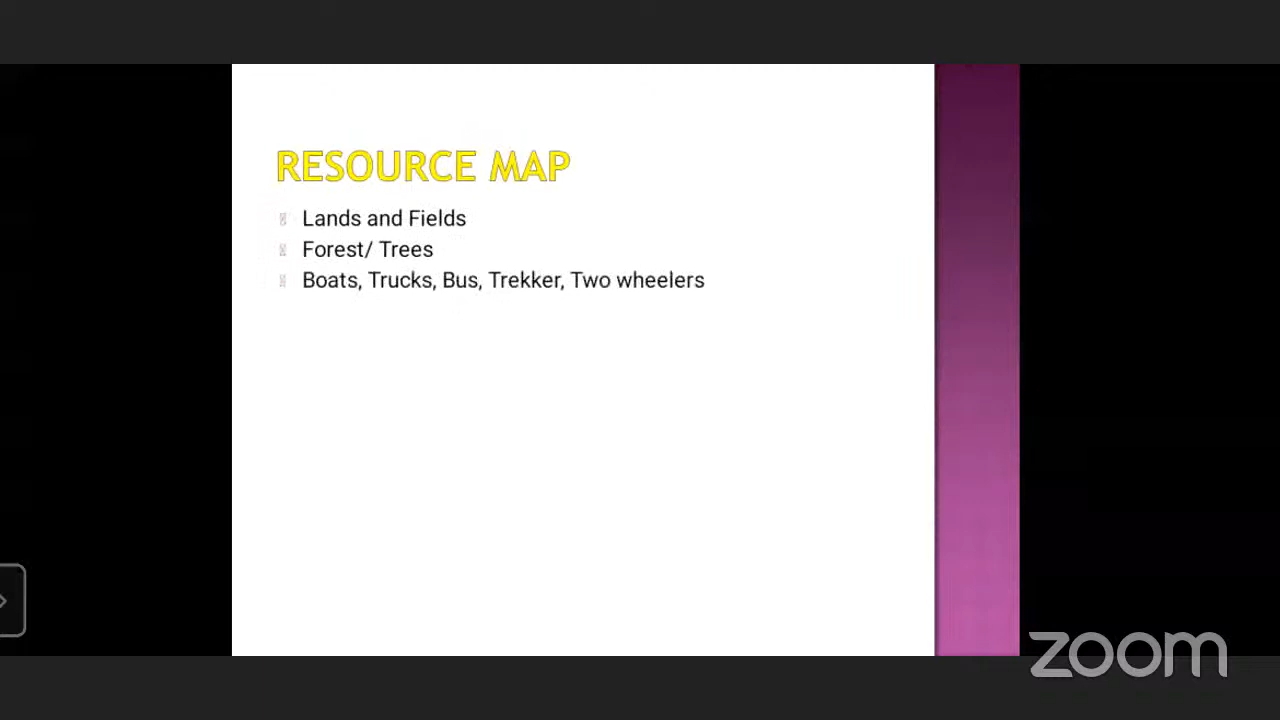 RESOURCE MAP
Lands and Fields
Forest/ Trees
Boats, Trucks, Bus, Trekker, Two wheelers
zoom